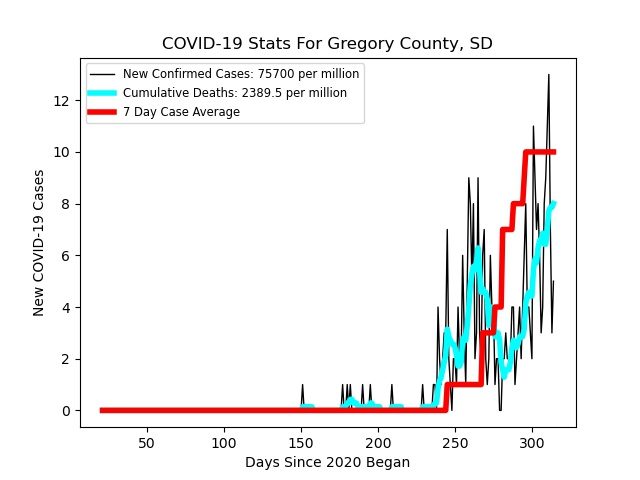 COVID-19 Stats For Gregory County, SD
New Confirmed Cases: 75700 per million
Cumulative Deaths: 2389.5 per million
7 Day Case Average
New COVID-19 Cases
12
10
8
6
4
2
0
50 100 150 200 250 300
Days Since 2020 Began